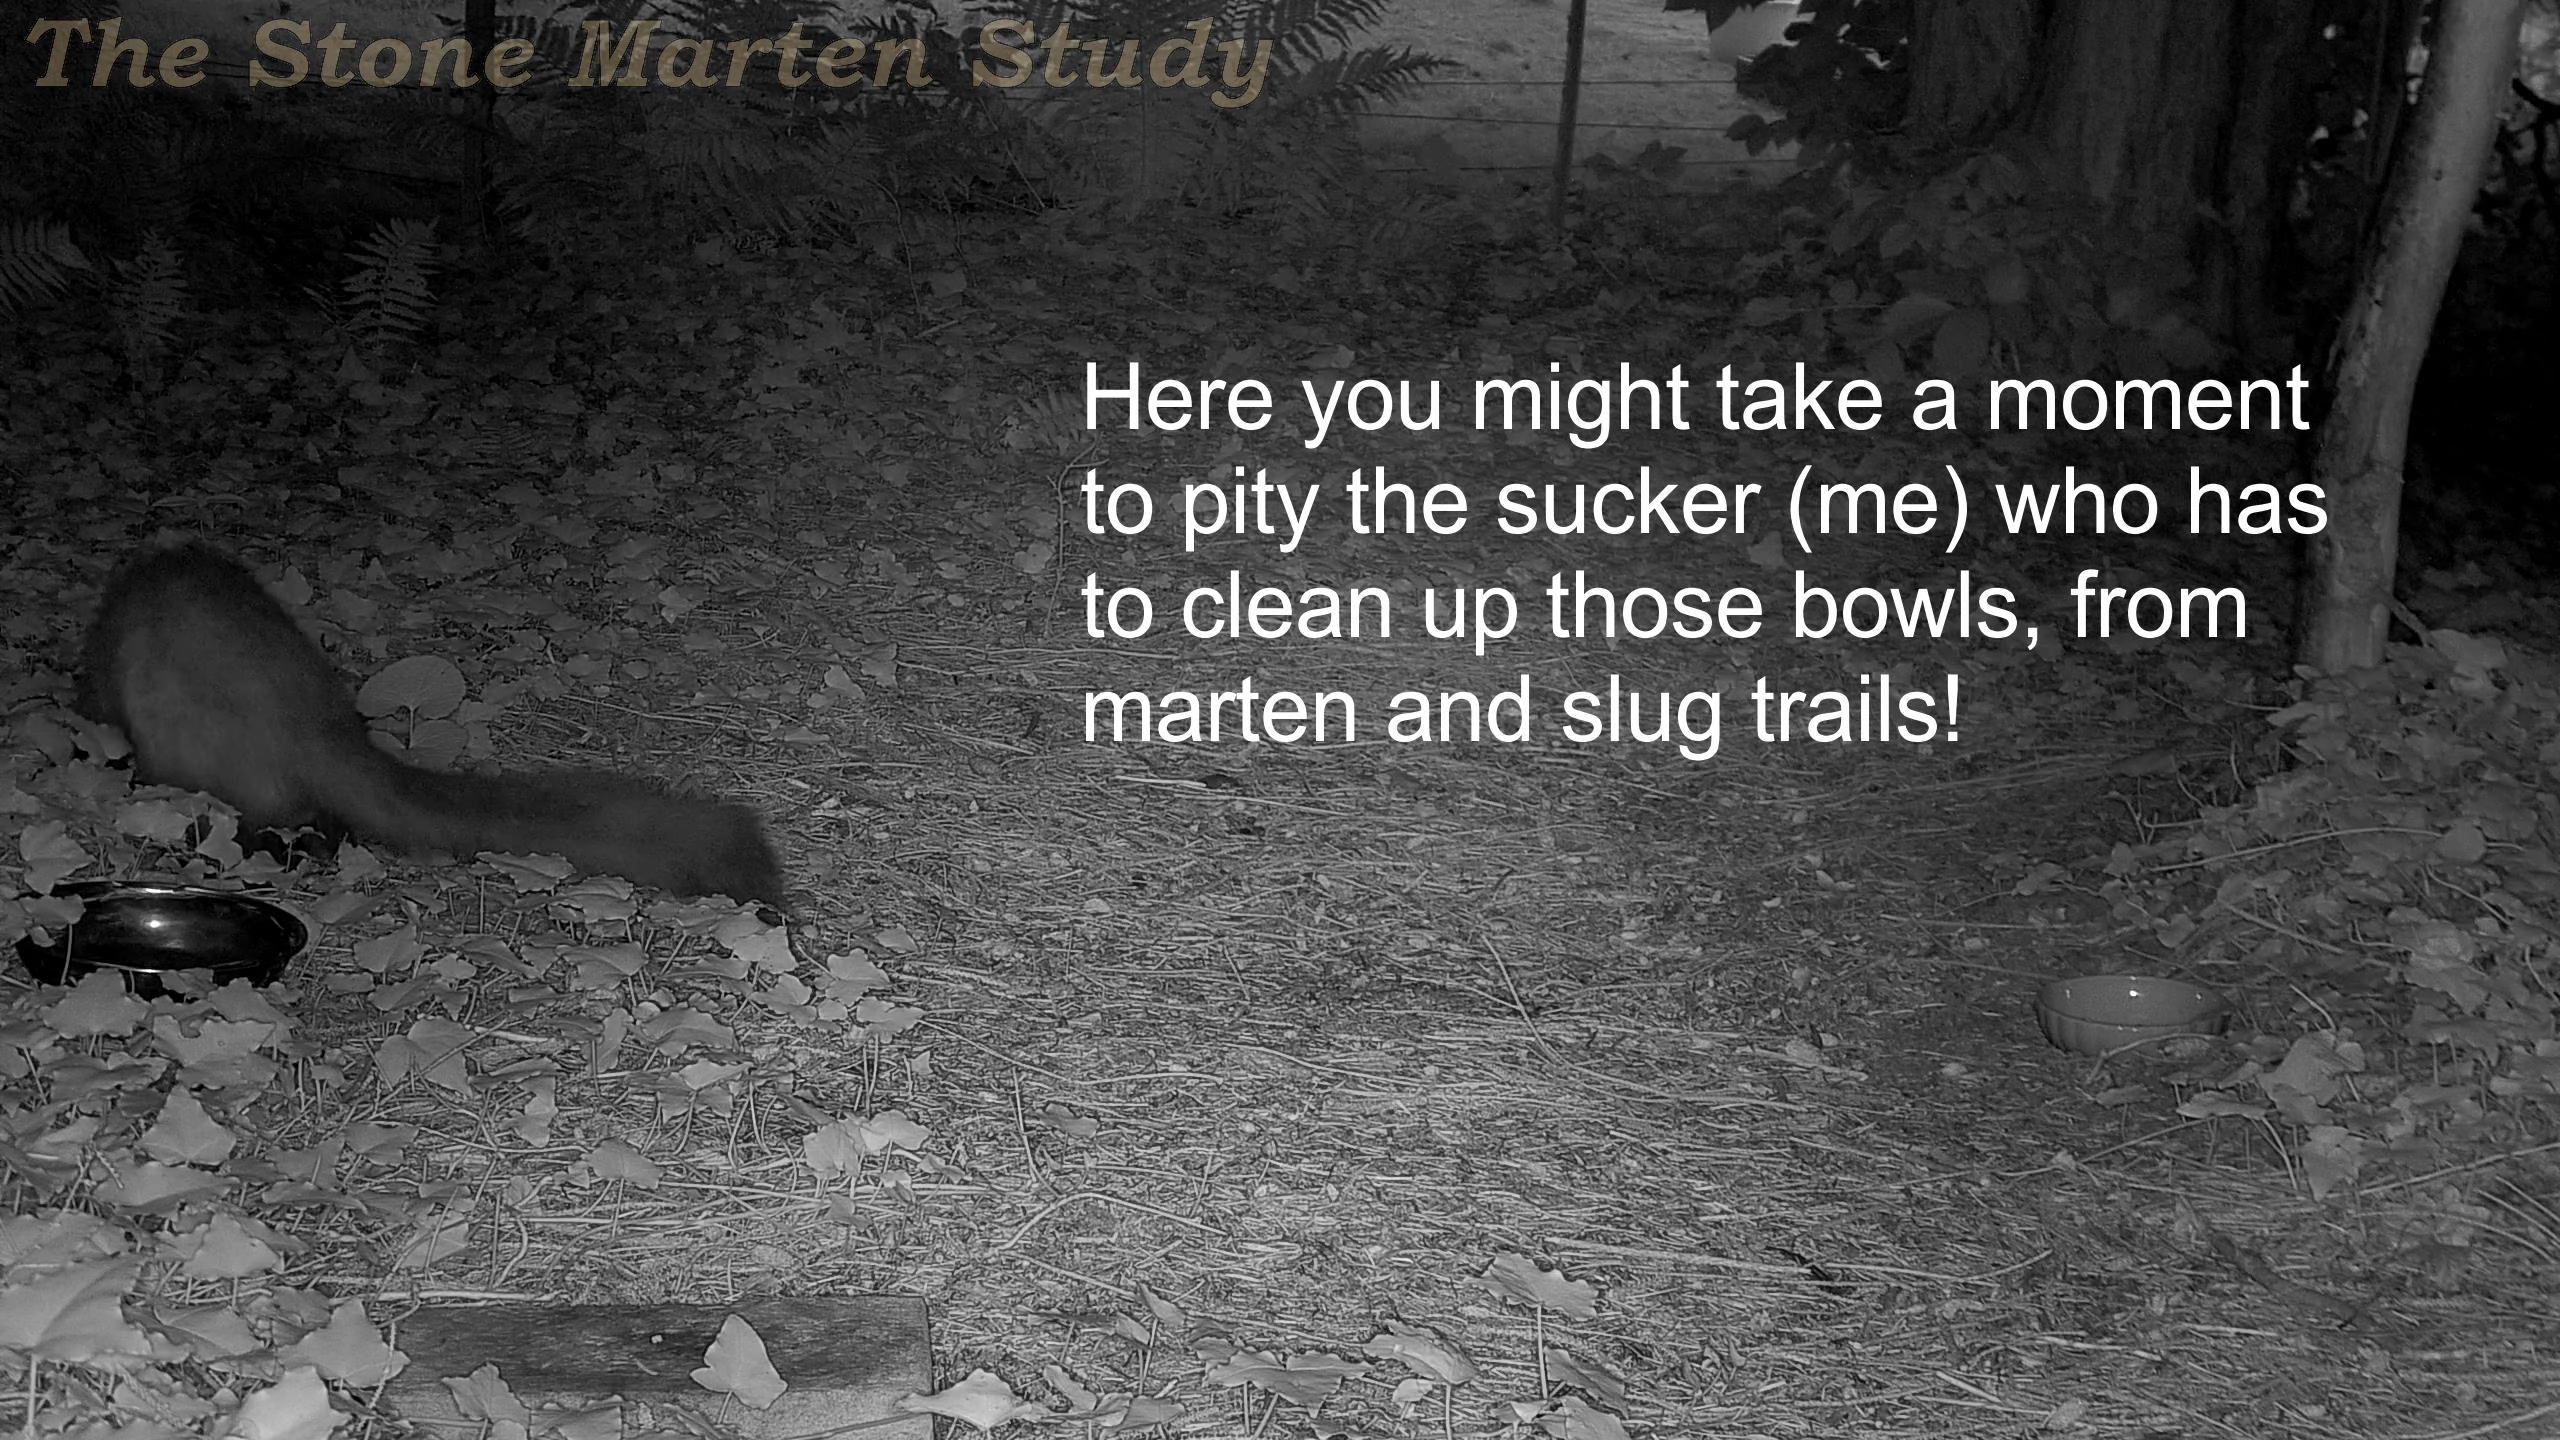 The Stone Marten Study
Here you might take a moment
to pity the sucker (me) who has
to clean up those bowls, from
marten and slug trails!